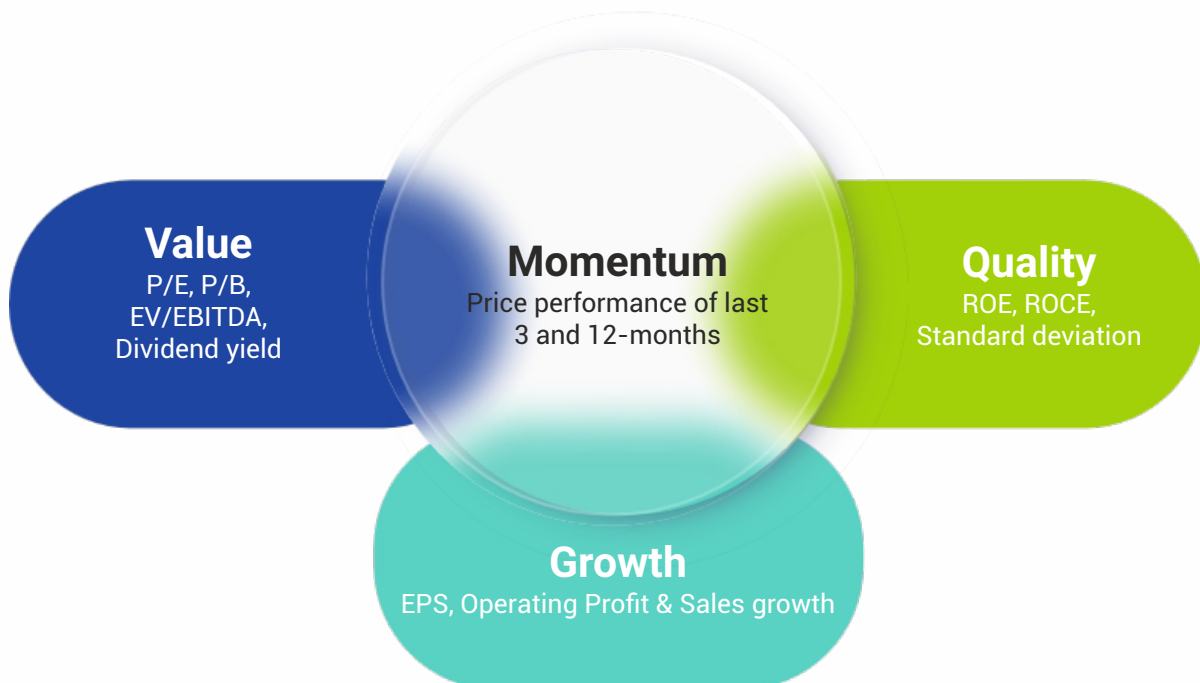 Value
P/E, P/B,
EV/EBITDA,
Dividend yield
Momentum
Price performance of last
3 and 12-months
Quality
ROE, ROCE,
Standard deviation
Growth
EPS, Operating Profit & Sales growth